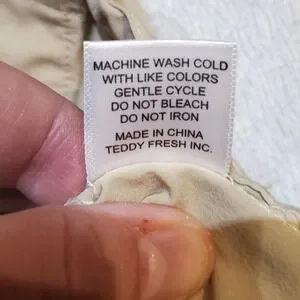 MACHINE WASH COLD
WITH LIKE COLORS
GENTLE CYCLE
DO NOT BLEACH
DO NOT IRON
MADE IN CHINA
TEDDY FRESH INC.